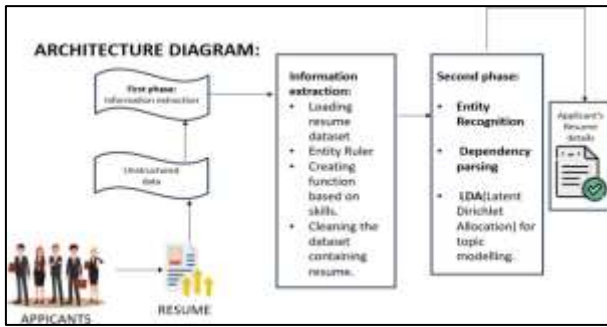 ARCHITECTURE DIAGRAM:
First phase:
Information extraction
Unstructured
data
APPICANTS
RESUME
Information
extraction:
• Loading
resume
dataset
• Entity Ruler
• Creating
function
based on
skills.
• Cleaning the
dataset
containing
resume.
Second phase:
• Entity
Recognition
• Dependency
parsing
• LDA(Latent
Dirichlet
Allocation) for
topic
modelling.
Applicant's
Resume
details